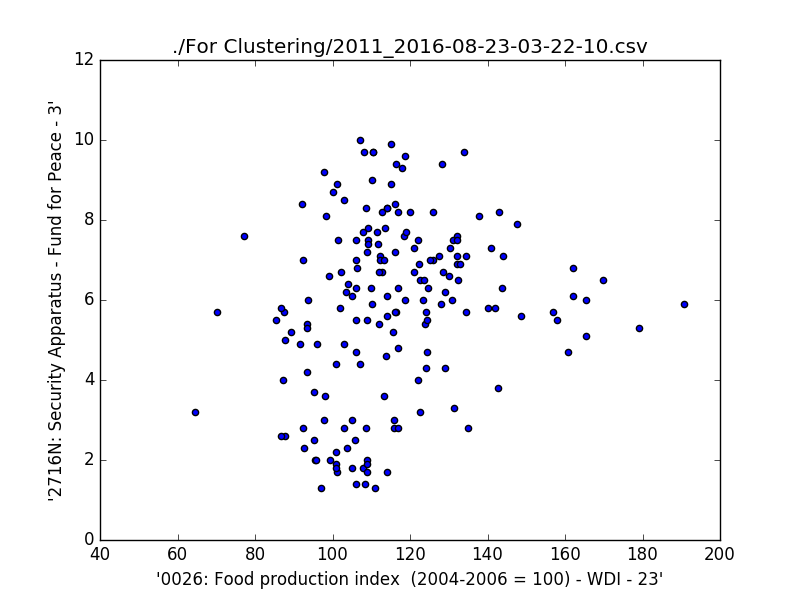 ./For Clustering/2011_2016-08-23-03-22-10.csv
12
10
8
6
4
2
0
'2716N: Security Apparatus - Fund for Peace - 3'
40 60 80 100 120 140 160 180 200
'0026: Food production index  (2004-2006 = 100) - WDI - 23'